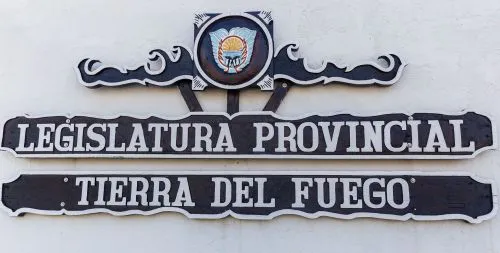 LEGISLATURA PROVINCIAL
TIERRA DEL FUEGO